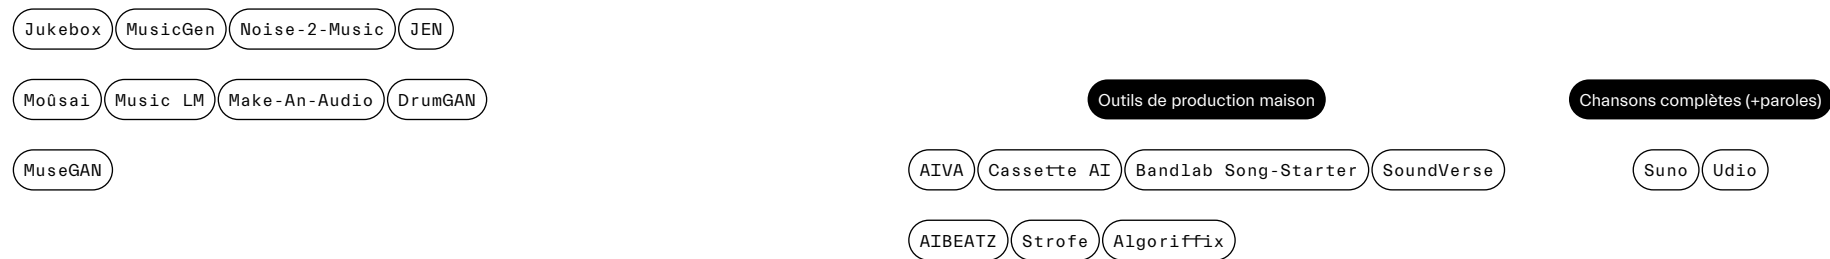 Jukebox MusicGen Noise-2-Music JEN
Moûsai Music LM Make-An-Audio DrumGAN
MuseGAN
Outils de production maison
AIVA Cassette AI Bandlab Song-Starter SoundVerse
AIBEATZ Strofe Algoriffix
Chansons complètes (+paroles)
Suno Udio